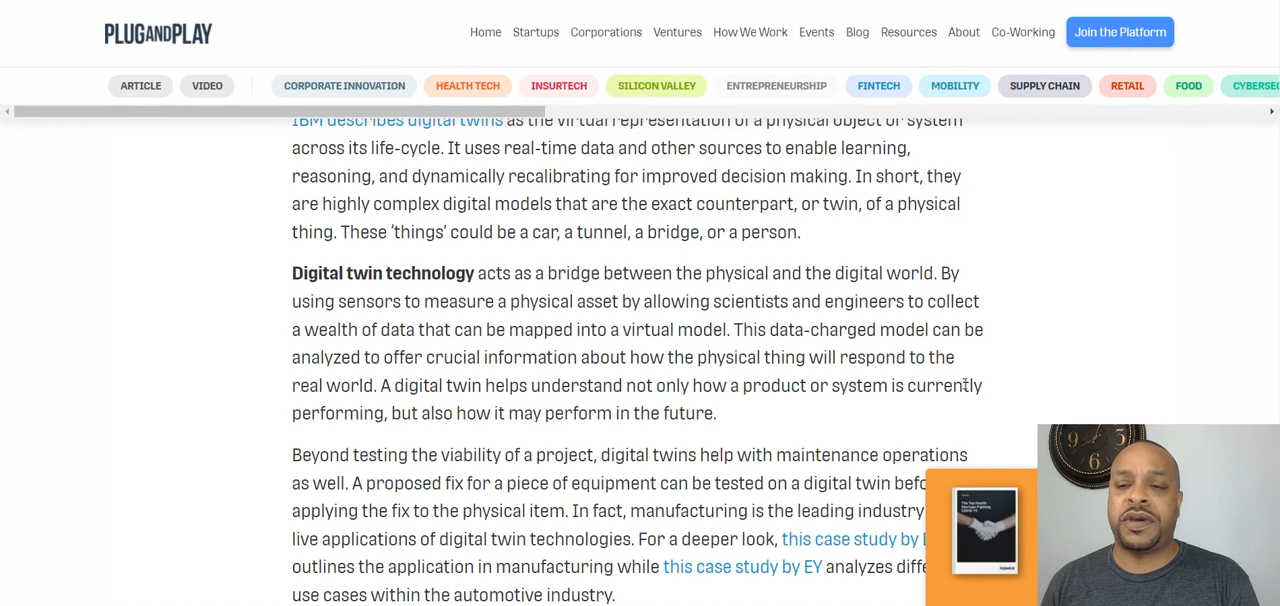 PLUGANDPLAY
Home Startups Corporations Ventures How We Work Events Blog Resources About Co-Working Join the Platform
ARTICLE VIDEO CORPORATE INNOVATION HEALTH TECH INSURTECH SILICON VALLEY ENTREPRENEURSHIP FINTECH MOBILITY SUPPLY CHAIN RETAIL FOOD CYBERSEC
IBM describes digital twins as the virtual representation of a physical object or system
across its life-cycle. It uses real-time data and other sources to enable learning,
reasoning, and dynamically recalibrating for improved decision making. In short, they
are highly complex digital models that are the exact counterpart, or twin, of a physical
thing. These ‘things’ could be a car, a tunnel, a bridge, or a person.
Digital twin technology acts as a bridge between the physical and the digital world. By
using sensors to measure a physical asset by allowing scientists and engineers to collect
a wealth of data that can be mapped into a virtual model. This data-charged model can be
analyzed to offer crucial information about how the physical thing will respond to the
real world. A digital twin helps understand not only how a product or system is currently
performing, but also how it may perform in the future.
Beyond testing the viability of a project, digital twins help with maintenance operations
as well. A proposed fix for a piece of equipment can be tested on a digital twin befo
applying the fix to the physical item. In fact, manufacturing is the leading industry
live applications of digital twin technologies. For a deeper look, this case study by
outlines the application in manufacturing while this case study by EY analyzes diffe
use cases within the automotive industry.
The Top Health
Startups Fighting
COVID-19
9 3
6